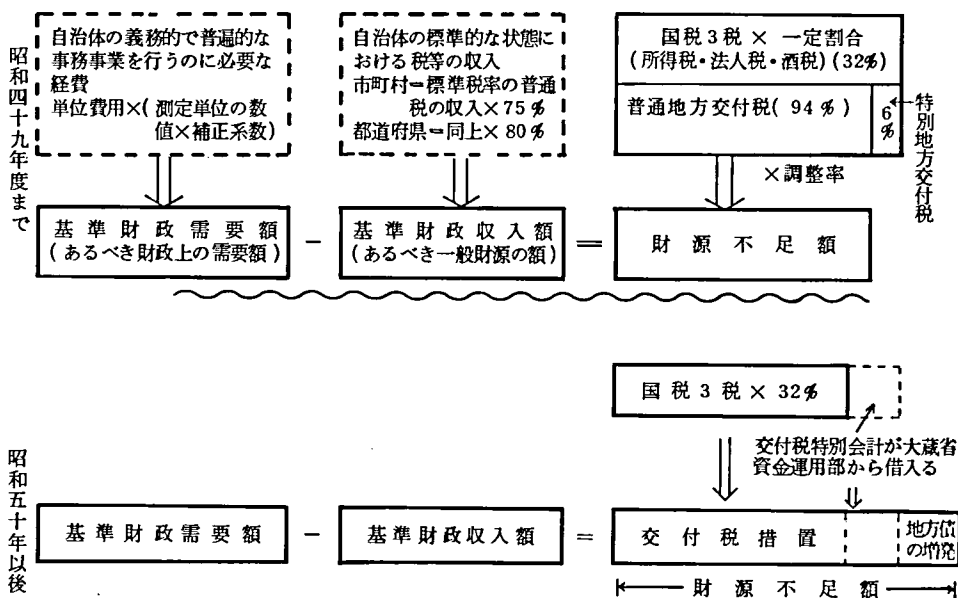 昭和四十九年度まで
自治体の義務的で普遍的な
事務事業を行うのに必要な
経費
単位費用×(測定単位の数
値×補正系数)
自治体の標準的な状態に
おける税等の収入
市町村=標準税率の普通
税の収入×75%
都道府県=同上×80%
国税3税 × 一定割合
(所得税・法人税・酒税)(32%)
普通地方交付税(94%)
6%
特別地方交付税
×調整率
基準財政需要額
(あるべき財政上の需要額)
−
基準財政収入額
(あるべき一般財源の額)
=
財源不足額
昭和五十年以後
国税3税 × 32%
交付税特別会計が大蔵省
資金運用部から借入る
基準財政需要額
−
基準財政収入額
=
交付税措置
地方債
の増発
財源不足額